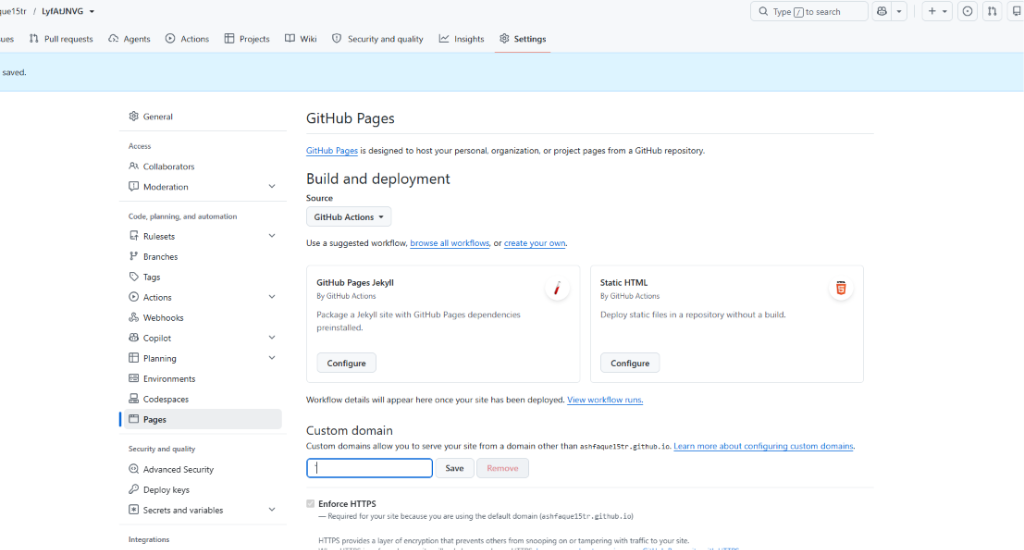 que15tr / LyfAtJNVG
Type / to search
ues Pull requests Agents Actions Projects Wiki Security and quality Insights Settings
saved.
General
Access
Collaborators
Moderation
Code, planning, and automation
Rulesets
Branches
Tags
Actions
Webhooks
Copilot
Planning
Environments
Codespaces
Pages
Security and quality
Advanced Security
Deploy keys
Secrets and variables
Integrations
GitHub Pages
GitHub Pages is designed to host your personal, organization, or project pages from a GitHub repository.
Build and deployment
Source
GitHub Actions
Use a suggested workflow, browse all workflows, or create your own.
GitHub Pages Jekyll
By GitHub Actions
Package a Jekyll site with GitHub Pages dependencies
preinstalled.
Configure
Static HTML
By GitHub Actions
Deploy static files in a repository without a build.
Configure
Workflow details will appear here once your site has been deployed. View workflow runs.
Custom domain
Custom domains allow you to serve your site from a domain other than ashfaque15tr.github.io. Learn more about configuring custom domains.
Save Remove
Enforce HTTPS
— Required for your site because you are using the default domain (ashfaque15tr.github.io)
HTTPS provides a layer of encryption that prevents others from snooping on or tampering with traffic to your site.